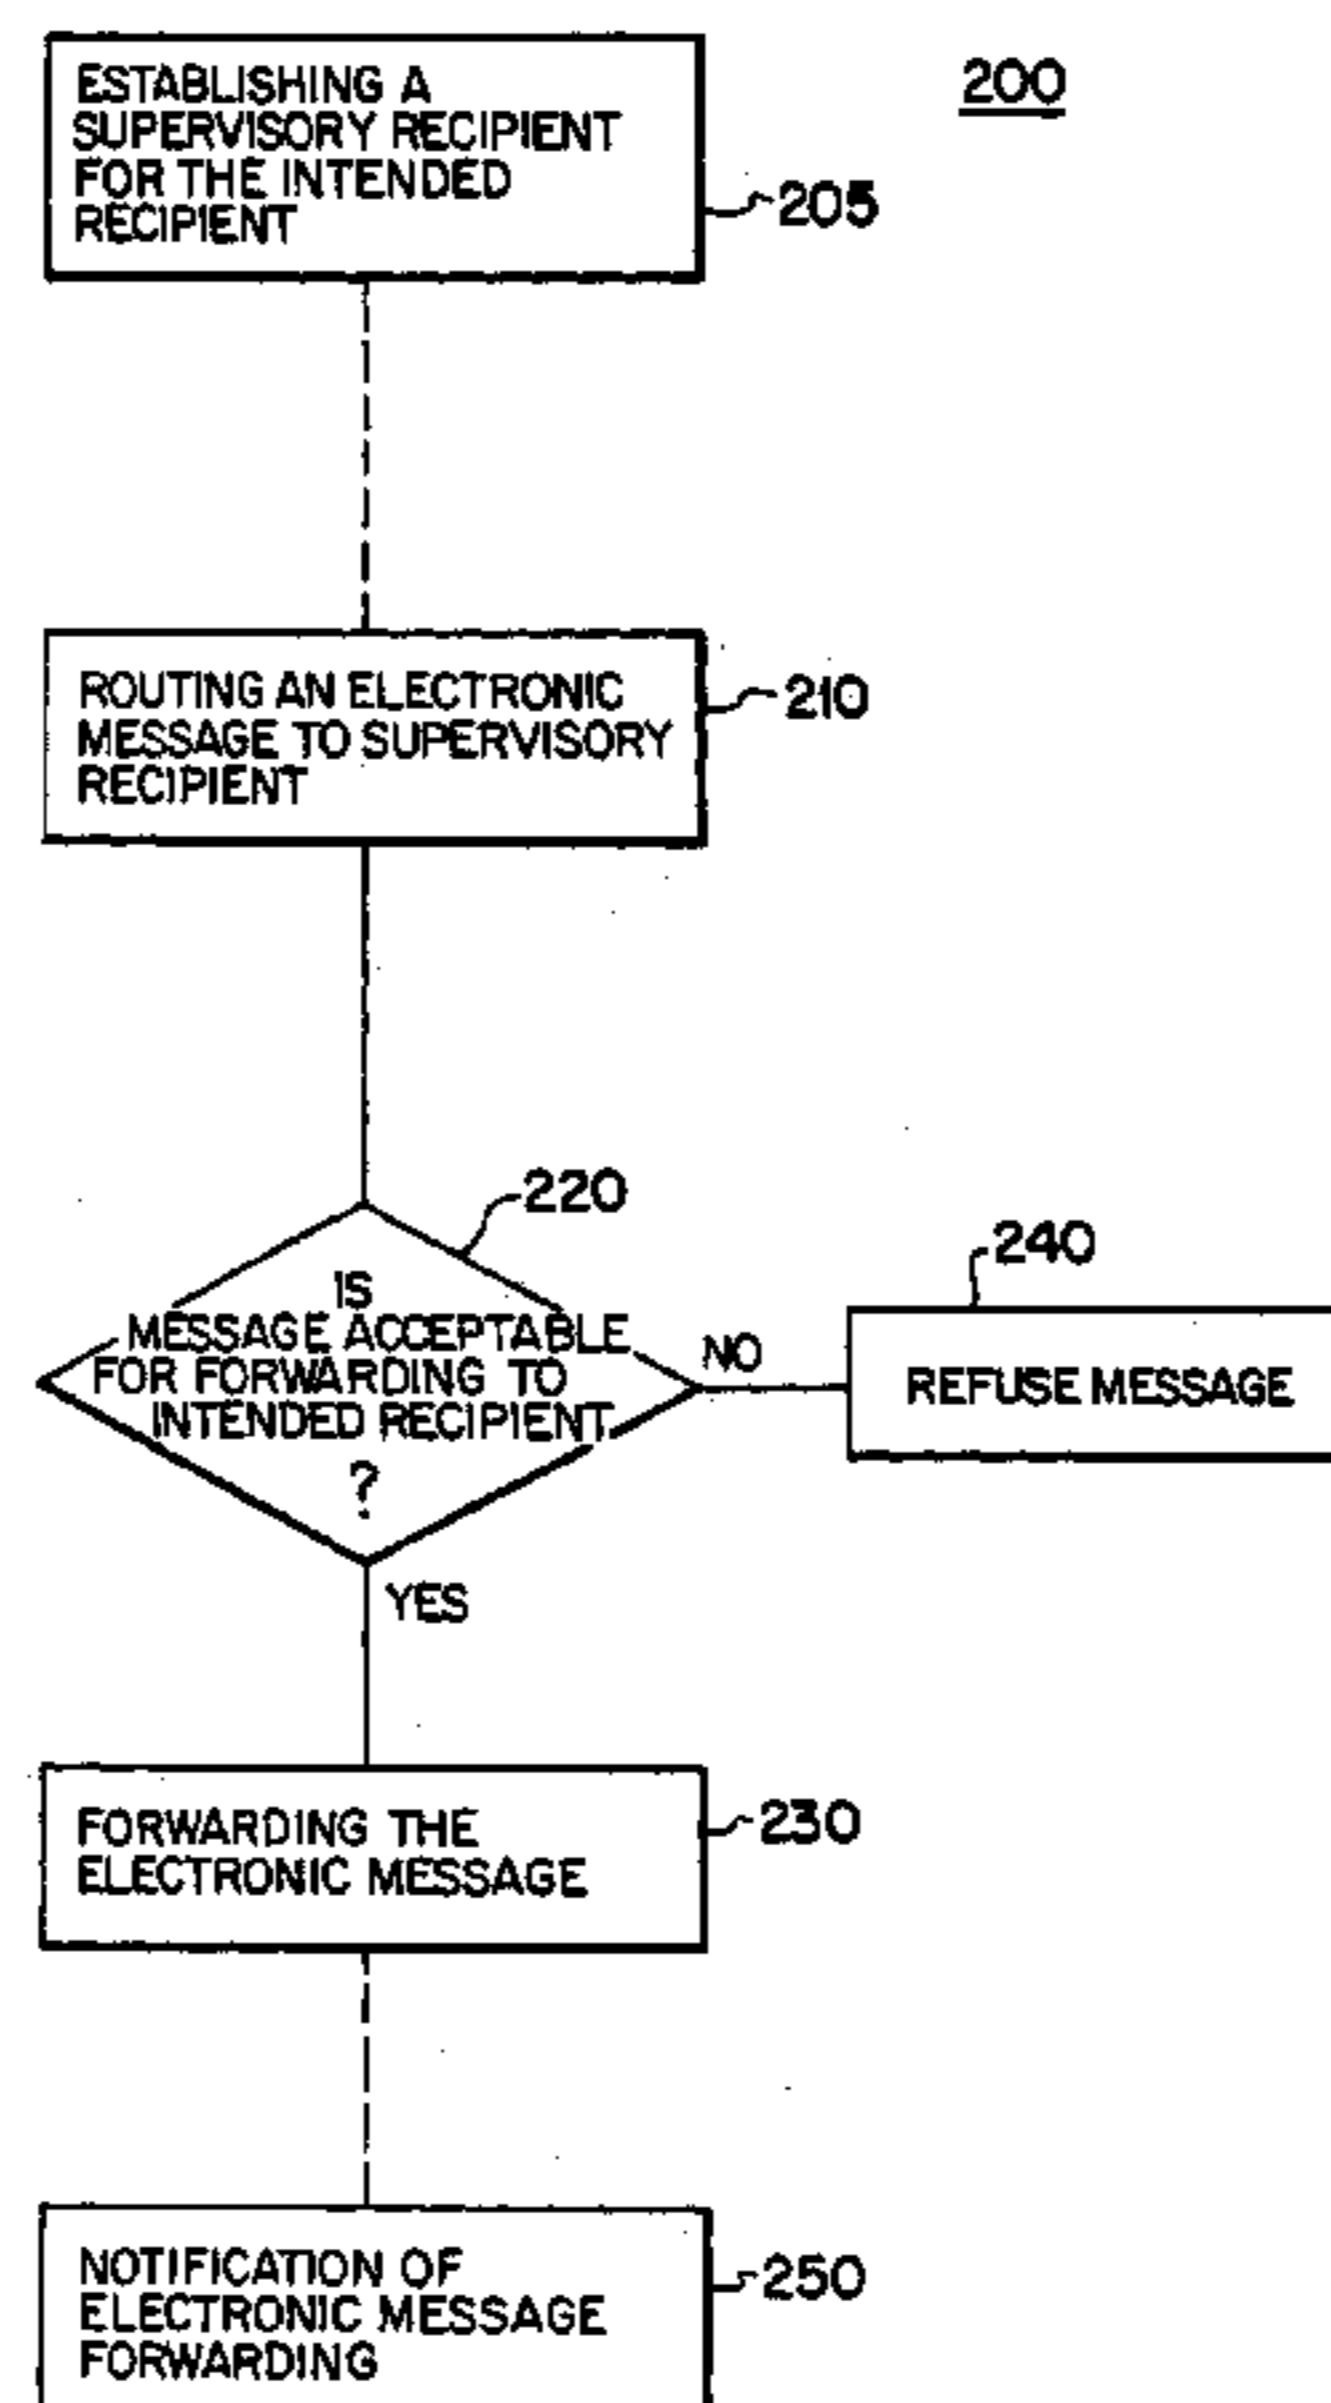 200
ESTABLISHING A
SUPERVISORY RECIPIENT
FOR THE INTENDED
RECIPIENT
205
ROUTING AN ELECTRONIC
MESSAGE TO SUPERVISORY
RECIPIENT
210
220
IS
MESSAGE ACCEPTABLE
FOR FORWARDING TO
INTENDED RECIPIENT
?
NO
240
REFUSE MESSAGE
YES
FORWARDING THE
ELECTRONIC MESSAGE
230
NOTIFICATION OF
ELECTRONIC MESSAGE
FORWARDING
250